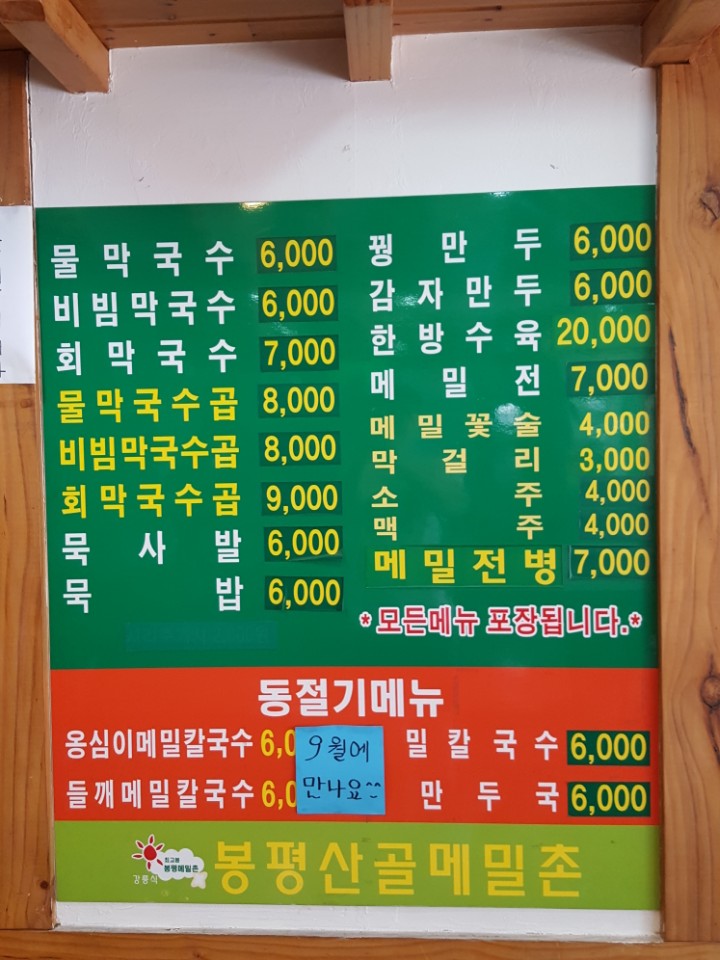 물막국수 6,000
비빔막국수 6,000
회막국수 7,000
물막국수곱 8,000
비빔막국수곱 8,000
회막국수곱 9,000
묵사발 6,000
묵밥 6,000
꿩만두 6,000
감자만두 6,000
한방수육 20,000
메밀전 7,000
메밀꽃술 4,000
막걸리 3,000
소주 4,000
맥주 4,000
메밀전병 7,000
*모든메뉴 포장됩니다.*
동절기메뉴
옹심이메밀칼국수 6,0
들깨메밀칼국수 6,0
9월에
만나요^^
밀칼국수 6,000
만두국 6,000
봉평메밀촌
봉평산골메밀촌